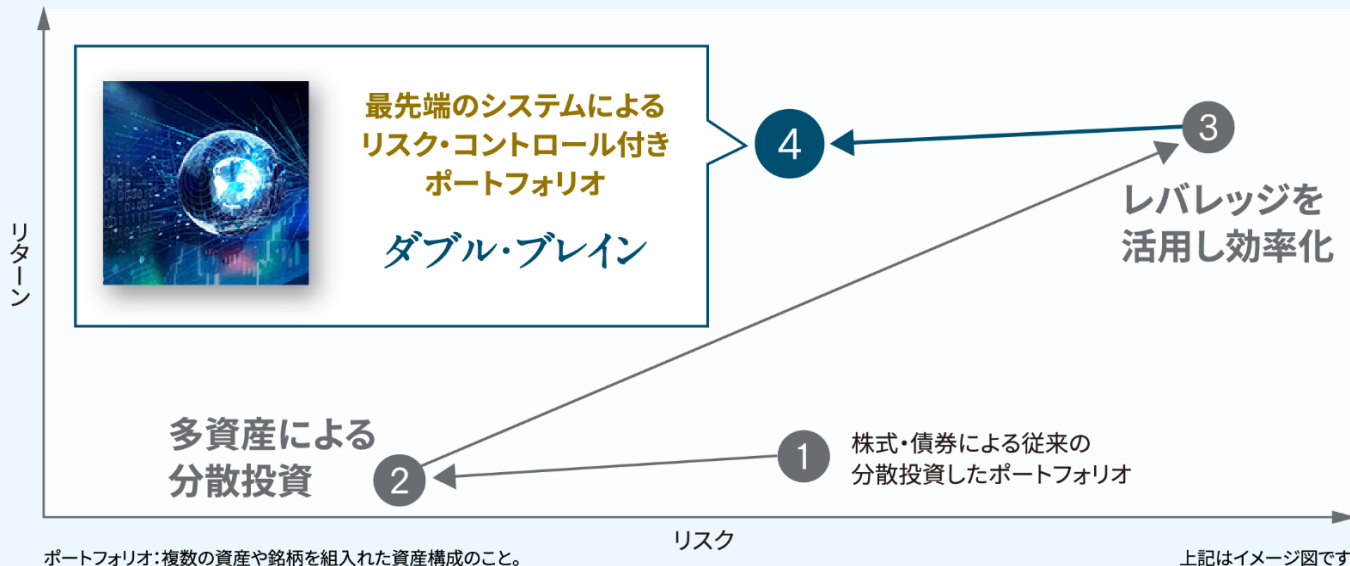 最先端のシステムによる
リスク・コントロール付き
ポートフォリオ
ダブル・ブレイン
4
3
レバレッジを
活用し効率化
リターン
多資産による
分散投資
2
1
株式・債券による従来の
分散投資したポートフォリオ
リスク
ポートフォリオ：複数の資産や銘柄を組入れた資産構成のこと。
上記はイメージ図です